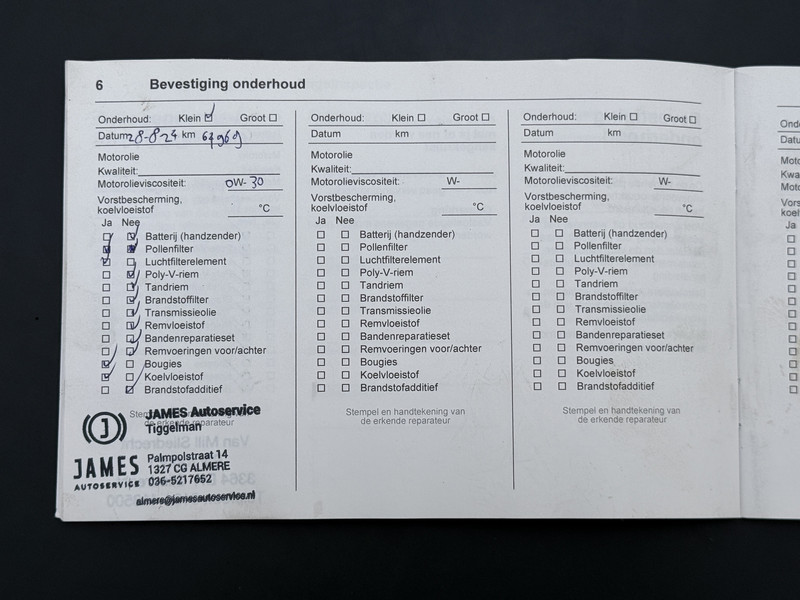 6 Bevestiging onderhoud
Onderhoud: Klein ☑ Groot ☐
Datum 28-8-24 km 67969
Motorolie
Kwaliteit:
Motorolieviscositeit: 0W-30
Vorstbescherming,
koelvloeistof °C
Ja Nee
Batterij (handzender)
Pollenfilter
Luchtfilterelement
Poly-V-riem
Tandriem
Brandstoffilter
Transmissieolie
Remvloeistof
Bandenreparatieset
Remvoeringen voor/achter
Bougies
Koelvloeistof
Brandstofadditief
JAMES Autoservice
de erkende reparateur
Tiggelman
JAMES
AUTOSERVICE
Palmpolstraat 14
1327 CG ALMERE
036-5217652
almere@jamesautoservice.nl
Onderhoud: Klein ☐ Groot ☐
Datum km
Motorolie
Kwaliteit:
Motorolieviscositeit: W-
Vorstbescherming,
koelvloeistof °C
Ja Nee
Batterij (handzender)
Pollenfilter
Luchtfilterelement
Poly-V-riem
Tandriem
Brandstoffilter
Transmissieolie
Remvloeistof
Bandenreparatieset
Remvoeringen voor/achter
Bougies
Koelvloeistof
Brandstofadditief
Stempel en handtekening van
de erkende reparateur
Onderhoud: Klein ☐ Groot ☐
Datum km
Motorolie
Kwaliteit:
Motorolieviscositeit: W-
Vorstbescherming,
koelvloeistof °C
Ja Nee
Batterij (handzender)
Pollenfilter
Luchtfilterelement
Poly-V-riem
Tandriem
Brandstoffilter
Transmissieolie
Remvloeistof
Bandenreparatieset
Remvoeringen voor/achter
Bougies
Koelvloeistof
Brandstofadditief
Stempel en handtekening van
de erkende reparateur